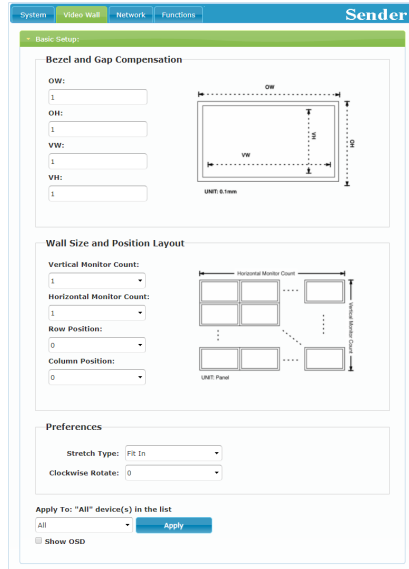 System Video Wall Network Functions Sender
Basic Setup:
Bezel and Gap Compensation
OW:
1
OH:
1
VW:
1
VH:
1
OW
VH
OH
VW
UNIT: 0.1mm
Wall Size and Position Layout
Vertical Monitor Count:
1
Horizontal Monitor Count:
1
Row Position:
0
Column Position:
0
Horizontal Monitor Count
Vertical Monitor Count
UNIT: Panel
Preferences
Stretch Type: Fit In
Clockwise Rotate: 0
Apply To: "All" device(s) in the list
All Apply
Show OSD